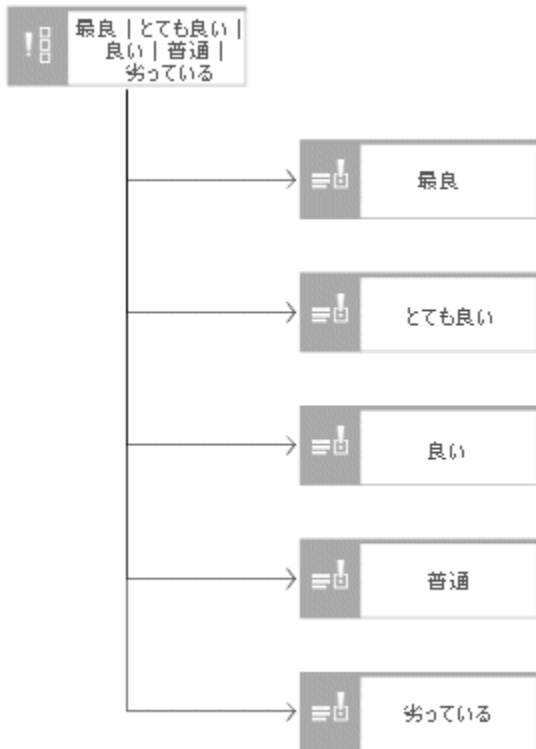 最良 | とても良い |
良い | 普通 |
劣っている
最良
とても良い
良い
普通
劣っている